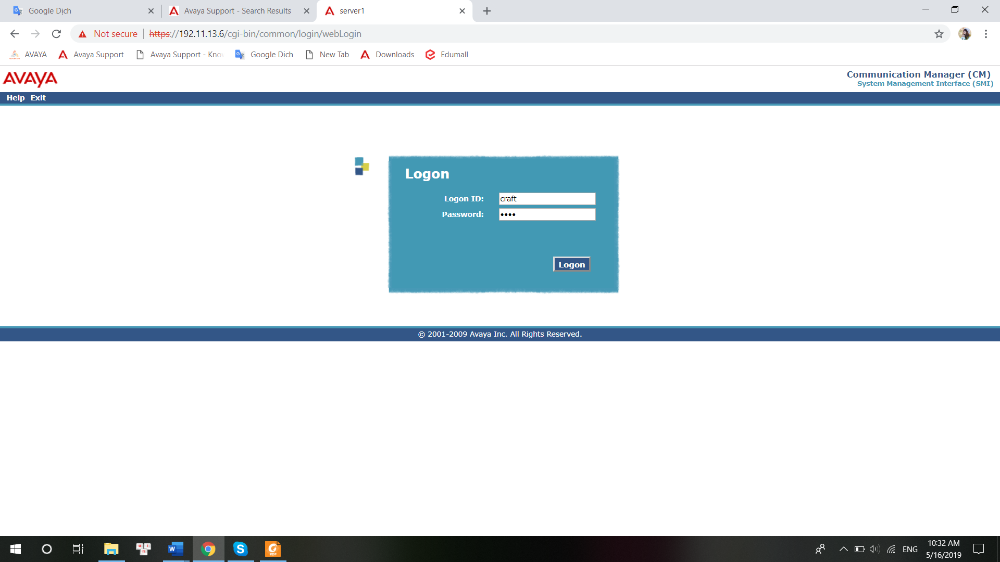 Google Dịch
Avaya Support - Search Results
server1
Not secure
https://192.11.13.6/cgi-bin/common/login/webLogin
AVAYA
Avaya Support
Avaya Support - Kno
Google Dịch
New Tab
Downloads
Edumall
AVAYA
Communication Manager (CM)
System Management Interface (SMI)
Help Exit
Logon
Logon ID: craft
Password: ••••
Logon
© 2001-2009 Avaya Inc. All Rights Reserved.
ENG
10:32 AM
5/16/2019